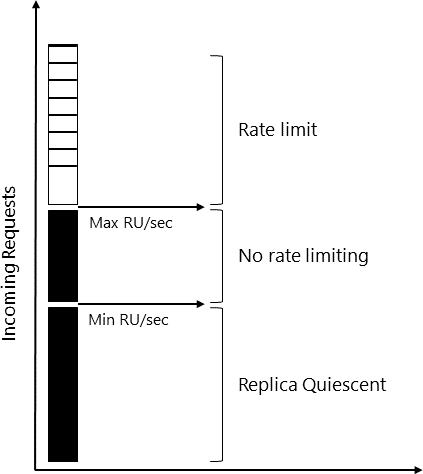 Incoming Requests
Rate limit
Max RU/sec
No rate limiting
Min RU/sec
Replica Quiescent